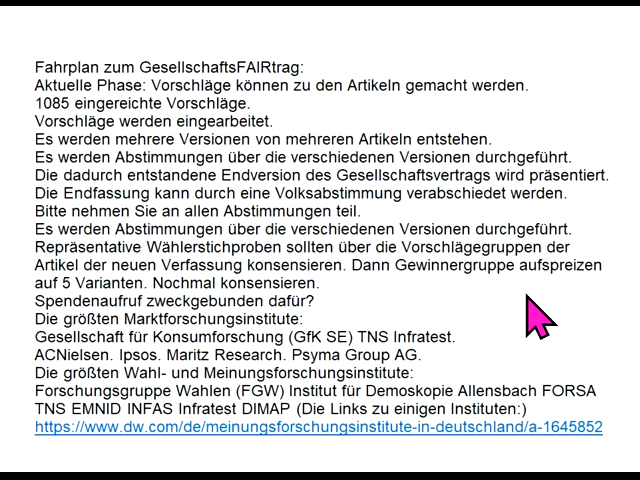 Fahrplan zum GesellschaftsFAIRtrag:
Aktuelle Phase: Vorschläge können zu den Artikeln gemacht werden.
1085 eingereichte Vorschläge.
Vorschläge werden eingearbeitet.
Es werden mehrere Versionen von mehreren Artikeln entstehen.
Es werden Abstimmungen über die verschiedenen Versionen durchgeführt.
Die dadurch entstandene Endversion des Gesellschaftsvertrags wird präsentiert.
Die Endfassung kann durch eine Volksabstimmung verabschiedet werden.
Bitte nehmen Sie an allen Abstimmungen teil.
Es werden Abstimmungen über die verschiedenen Versionen durchgeführt.
Repräsentative Wählerstichproben sollten über die Vorschlägegruppen der
Artikel der neuen Verfassung konsensieren. Dann Gewinnergruppe aufspreizen
auf 5 Varianten. Nochmal konsensieren.
Spendenaufruf zweckgebunden dafür?
Die größten Marktforschungsinstitute:
Gesellschaft für Konsumforschung (GfK SE) TNS Infratest.
ACNielsen. Ipsos. Maritz Research. Psyma Group AG.
Die größten Wahl- und Meinungsforschungsinstitute:
Forschungsgruppe Wahlen (FGW) Institut für Demoskopie Allensbach FORSA
TNS EMNID INFAS Infratest DIMAP (Die Links zu einigen Instituten:)
https://www.dw.com/de/meinungsforschungsinstitute-in-deutschland/a-1645852